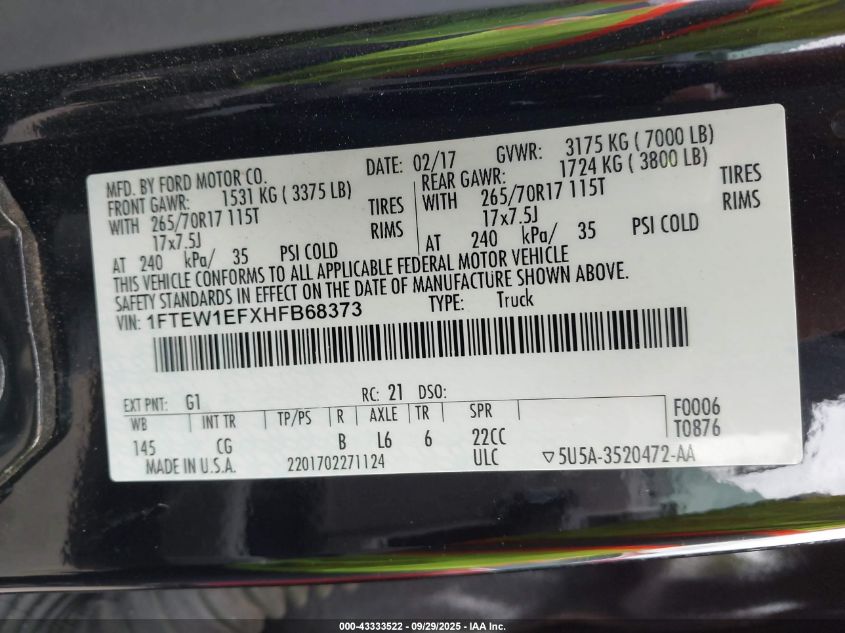 MFD. BY FORD MOTOR CO. DATE: 02/17 GVWR: 3175 KG ( 7000 LB)
FRONT GAWR: 1531 KG ( 3375 LB) REAR GAWR: 1724 KG ( 3800 LB)
WITH 265/70R17 115T TIRES WITH 265/70R17 115T TIRES
17x7.5J RIMS 17x7.5J RIMS
AT 240 kPa/ 35 PSI COLD AT 240 kPa/ 35 PSI COLD
THIS VEHICLE CONFORMS TO ALL APPLICABLE FEDERAL MOTOR VEHICLE
SAFETY STANDARDS IN EFFECT ON THE DATE OF MANUFACTURE SHOWN ABOVE.
VIN: 1FTEW1EFXHFB68373 TYPE: Truck
EXT PNT: G1 RC: 21 DSO:
WB INT TR TP/PS R AXLE TR SPR F0006
145 CG B L6 6 22CC T0876
MADE IN U.S.A. 2201702271124 ULC ▽5U5A-3520472-AA
000-43333522 - 09/29/2025 - IAA Inc.